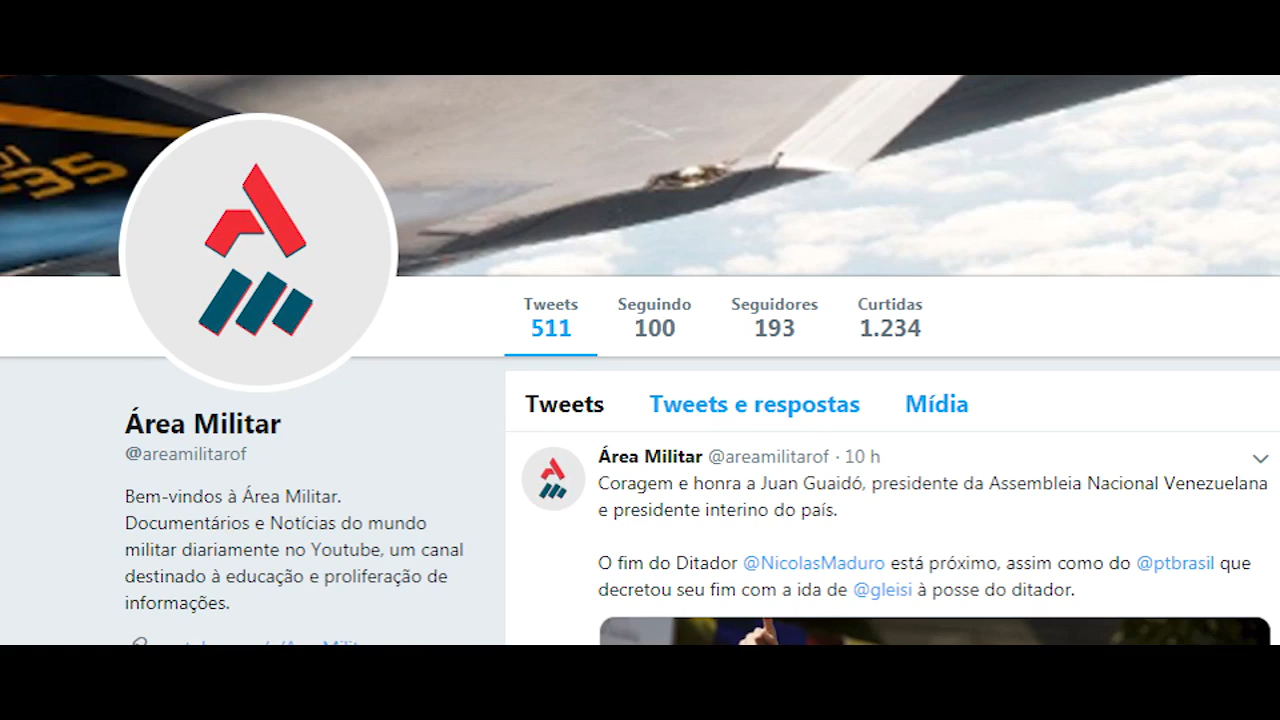 -35
Tweets Seguindo Seguidores Curtidas
511 100 193 1.234
Tweets Tweets e respostas Mídia
Área Militar
@areamilitarof
Bem-vindos à Área Militar.
Documentários e Notícias do mundo
militar diariamente no Youtube, um canal
destinado à educação e proliferação de
informações.
Área Militar @areamilitarof · 10 h
Coragem e honra a Juan Guaidó, presidente da Assembleia Nacional Venezuelana
e presidente interino do país.
O fim do Ditador @NicolasMaduro está próximo, assim como do @ptbrasil que
decretou seu fim com a ida de @gleisi à posse do ditador.